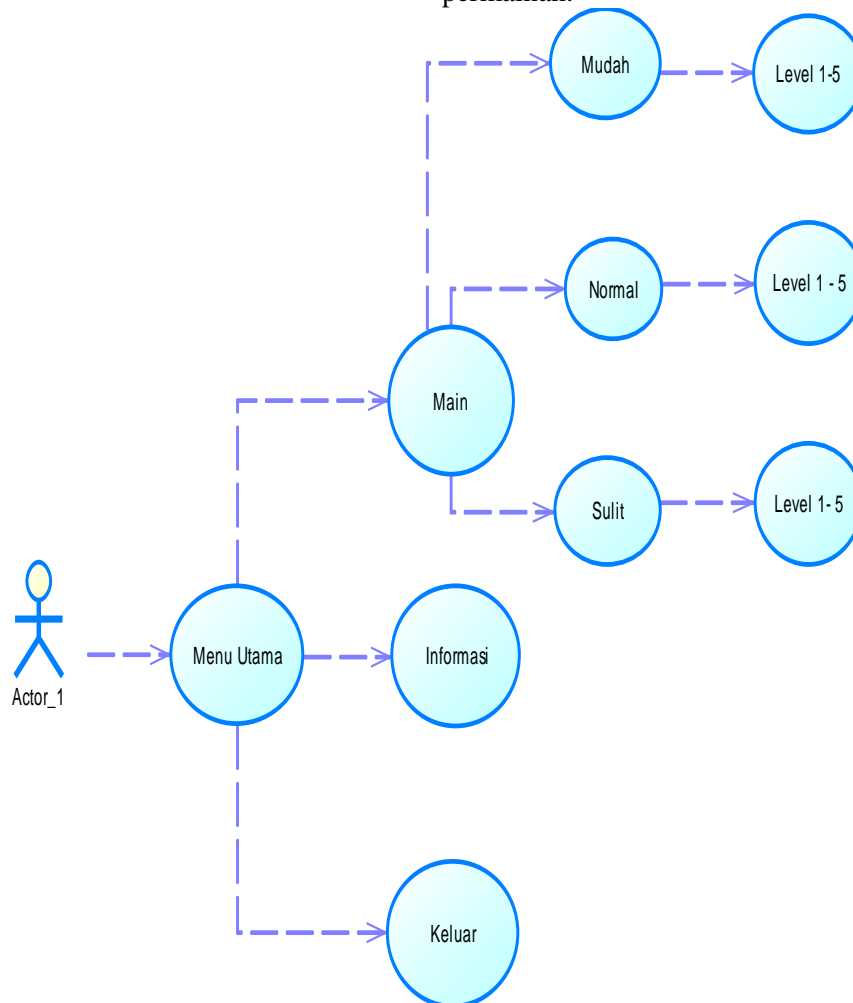 Mudah
Level 1-5
Normal
Level 1 - 5
Main
Sulit
Level 1- 5
Actor_1
Menu Utama
Informasi
Keluar